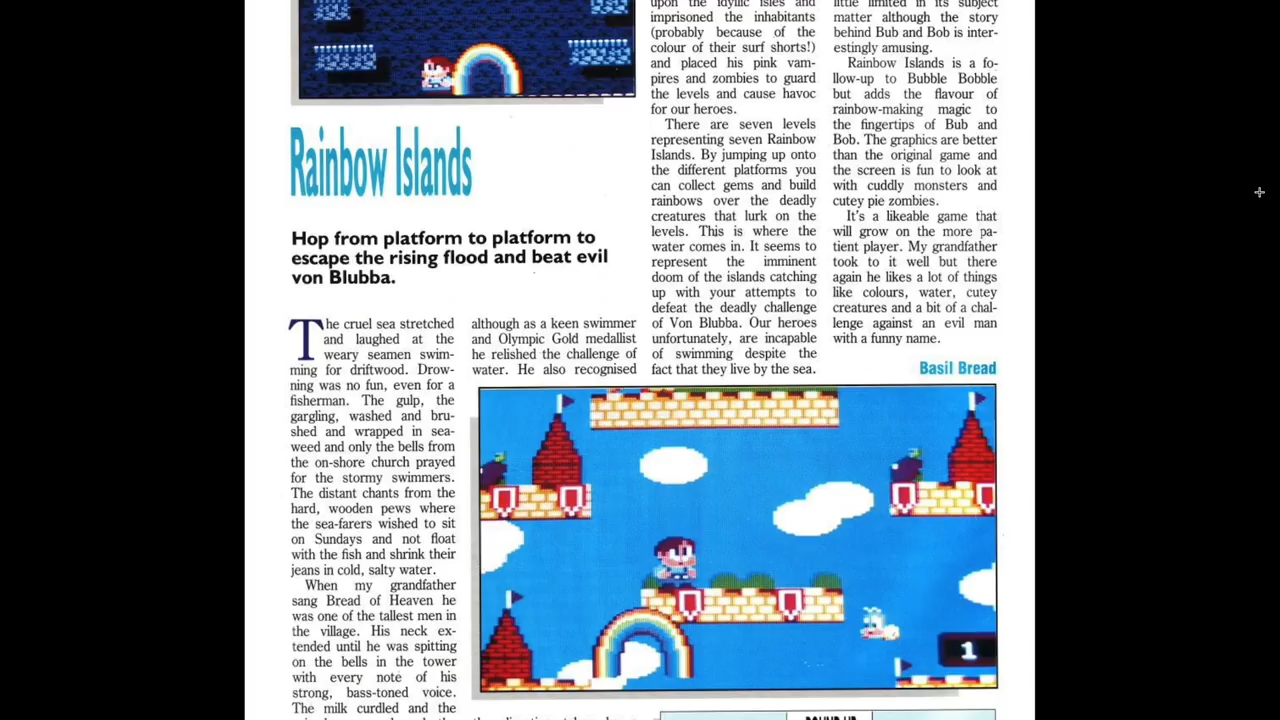 Rainbow Islands
Hop from platform to platform to
escape the rising flood and beat evil
von Blubba.
The cruel sea stretched
and laughed at the
weary seamen swim-
ming for driftwood. Drow-
ning was no fun, even for a
fisherman. The gulp, the
gargling, washed and bru-
shed and wrapped in sea-
weed and only the bells from
the on-shore church prayed
for the stormy swimmers.
The distant chants from the
hard, wooden pews where
the sea-farers wished to sit
on Sundays and not float
with the fish and shrink their
jeans in cold, salty water.
When my grandfather
sang Bread of Heaven he
was one of the tallest men in
the village. His neck ex-
tended until he was spitting
on the bells in the tower
with every note of his
strong, bass-toned voice.
The milk curdled and the
although as a keen swimmer
and Olympic Gold medallist
he relished the challenge of
water. He also recognised
upon the idyllic isles and
imprisoned the inhabitants
(probably because of the
colour of their surf shorts!)
and placed his pink vam-
pires and zombies to guard
the levels and cause havoc
for our heroes.
There are seven levels
representing seven Rainbow
Islands. By jumping up onto
the different platforms you
can collect gems and build
rainbows over the deadly
creatures that lurk on the
levels. This is where the
water comes in. It seems to
represent the imminent
doom of the islands catching
up with your attempts to
defeat the deadly challenge
of Von Blubba. Our heroes
unfortunately, are incapable
of swimming despite the
fact that they live by the sea.
little limited in its subject
matter although the story
behind Bub and Bob is inter-
estingly amusing.
Rainbow Islands is a fo-
llow-up to Bubble Bobble
but adds the flavour of
rainbow-making magic to
the fingertips of Bub and
Bob. The graphics are better
than the original game and
the screen is fun to look at
with cuddly monsters and
cutey pie zombies.
It's a likeable game that
will grow on the more pa-
tient player. My grandfather
took to it well but there
again he likes a lot of things
like colours, water, cutey
creatures and a bit of a chal-
lenge against an evil man
with a funny name.
Basil Bread
1